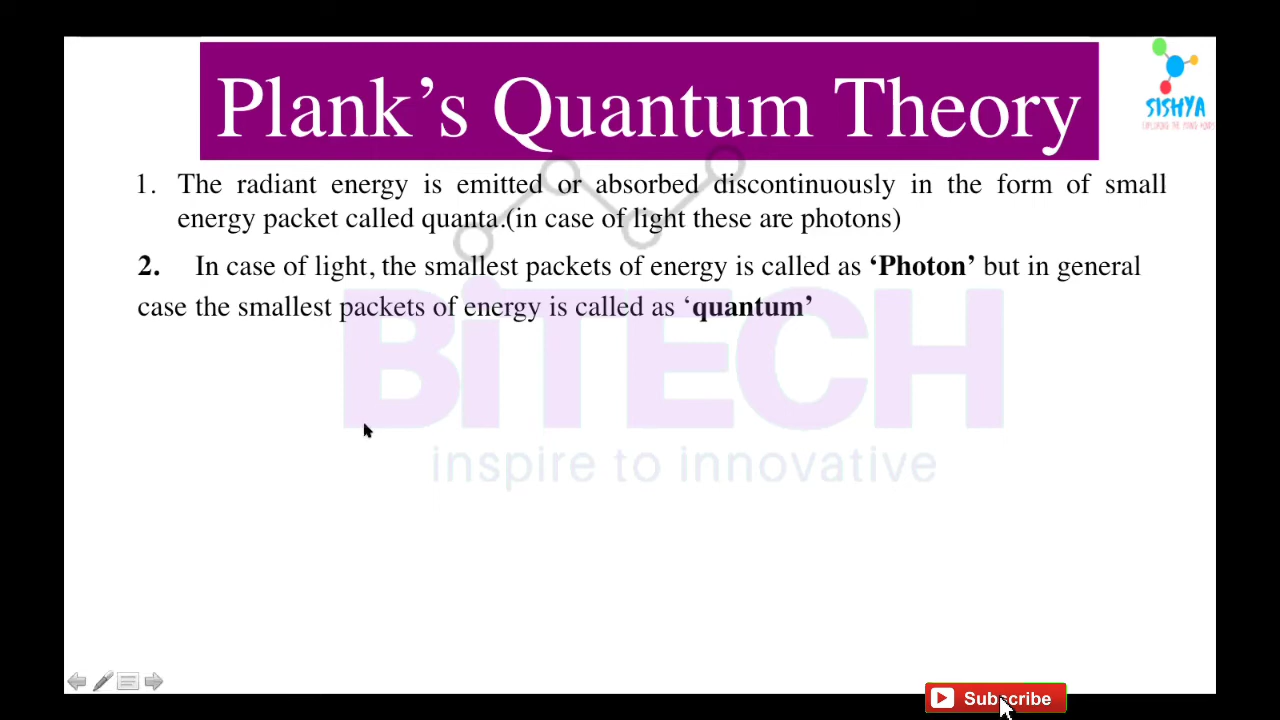 Plank’s Quantum Theory
SISHYA
1. The radiant energy is emitted or absorbed discontinuously in the form of small
energy packet called quanta.(in case of light these are photons)
2. In case of light, the smallest packets of energy is called as ‘Photon’ but in general
case the smallest packets of energy is called as ‘quantum’
BiTECH
inspire to innovative
Subscribe